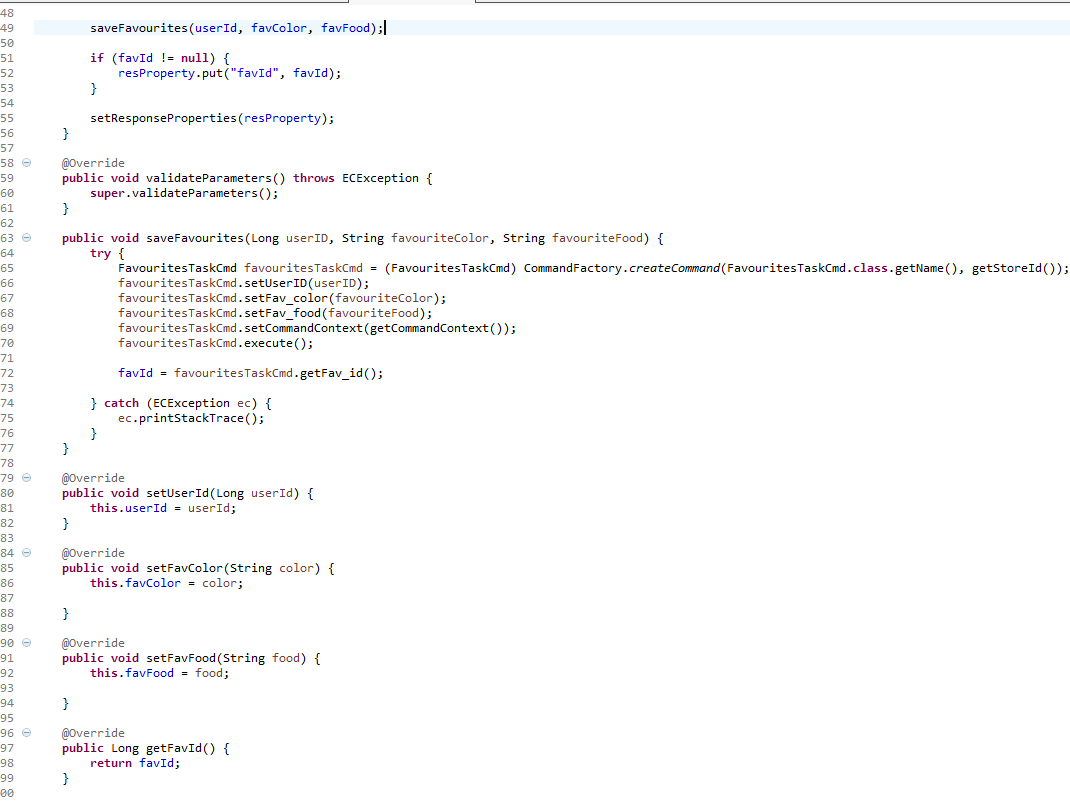 48
49 saveFavourites(userId, favColor, favFood);
50
51 if (favId != null) {
52 resProperty.put("favId", favId);
53 }
54
55 setResponseProperties(resProperty);
56 }
57
58 @Override
59 public void validateParameters() throws ECException {
60 super.validateParameters();
61 }
62
63 public void saveFavourites(Long userID, String favouriteColor, String favouriteFood) {
64 try {
65 FavouritesTaskCmd favouritesTaskCmd = (FavouritesTaskCmd) CommandFactory.createCommand(FavouritesTaskCmd.class.getName(), getStoreId());
66 favouritesTaskCmd.setUserID(userID);
67 favouritesTaskCmd.setFav_color(favouriteColor);
68 favouritesTaskCmd.setFav_food(favouriteFood);
69 favouritesTaskCmd.setCommandContext(getCommandContext());
70 favouritesTaskCmd.execute();
71
72 favId = favouritesTaskCmd.getFav_id();
73
74 } catch (ECException ec) {
75 ec.printStackTrace();
76 }
77 }
78
79 @Override
80 public void setUserId(Long userId) {
81 this.userId = userId;
82 }
83
84 @Override
85 public void setFavColor(String color) {
86 this.favColor = color;
87
88 }
89
90 @Override
91 public void setFavFood(String food) {
92 this.favFood = food;
93
94 }
95
96 @Override
97 public Long getFavId() {
98 return favId;
99 }
00